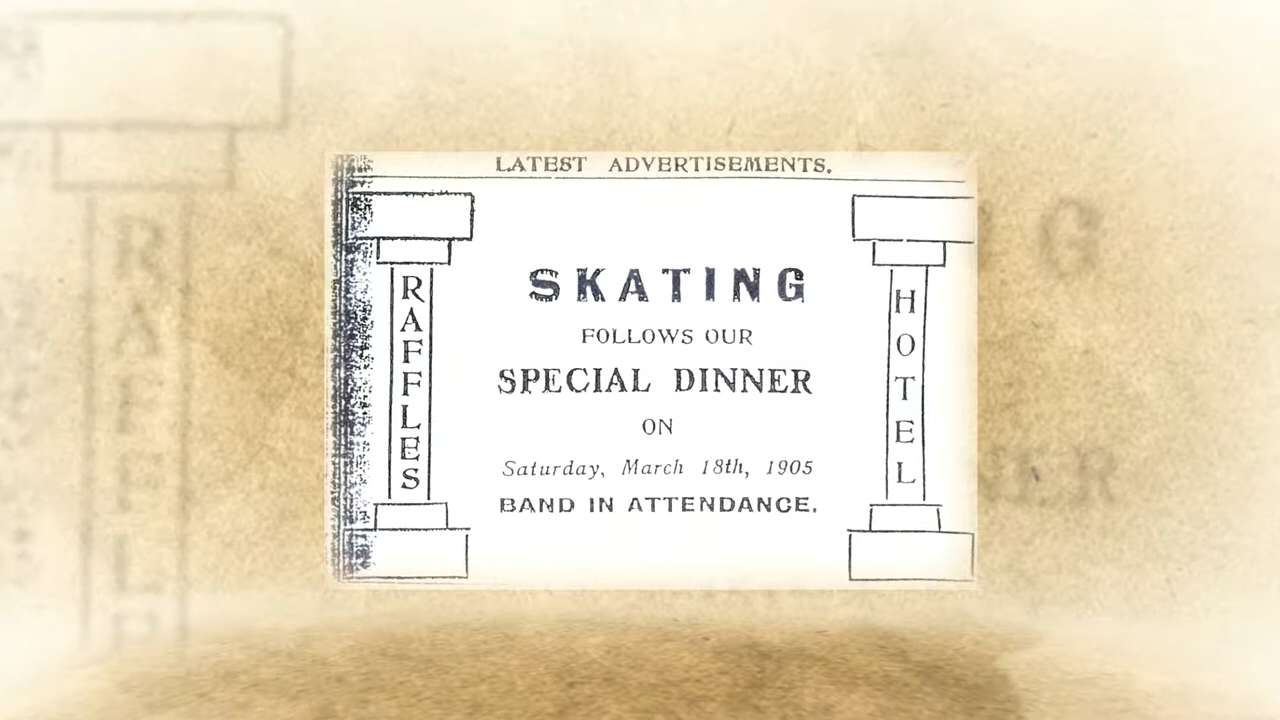 LATEST ADVERTISEMENTS.
RAFFLES
SKATING
FOLLOWS OUR
SPECIAL DINNER
ON
Saturday, March 18th, 1905
BAND IN ATTENDANCE.
HOTEL